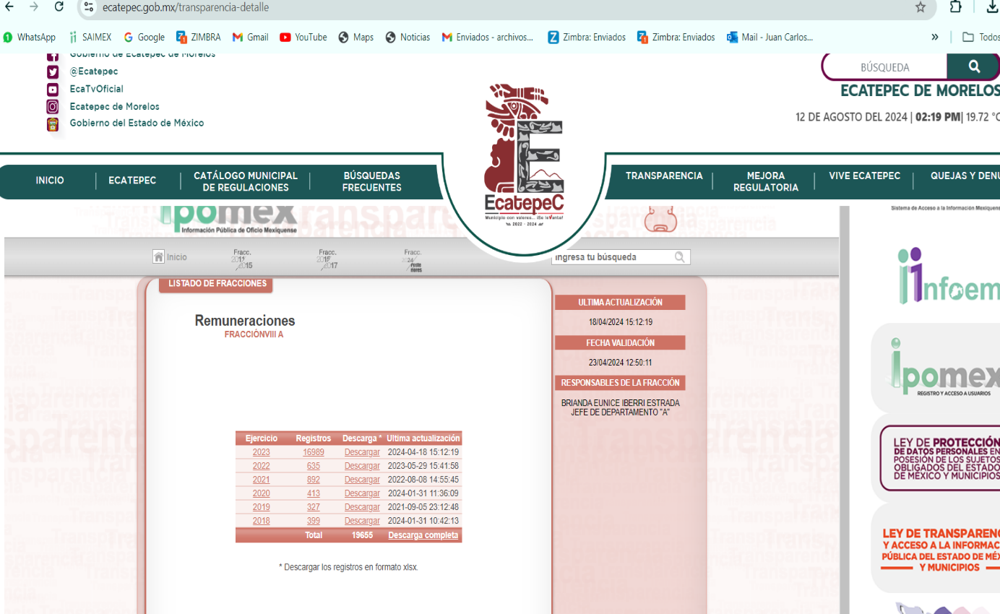 ecatepec.gob.mx/transparencia-detalle
WhatsApp SAIMEX Google ZIMBRA Gmail YouTube Maps Noticias Enviados - archivos... Zimbra: Enviados Zimbra: Enviados Mail - Juan Carlos... » Todos
Gobierno de Ecatepec de Morelos
@Ecatepec
EcaTvOficial
Ecatepec de Morelos
Gobierno del Estado de México
BÚSQUEDA
ECATEPEC DE MORELOS
12 DE AGOSTO DEL 2024 | 02:19 PM| 19.72 °C
INICIO
ECATEPEC
CATÁLOGO MUNICIPAL
DE REGULACIONES
BÚSQUEDAS
FRECUENTES
EcatepeC
Municipio con valores... ¡Se levanta!
2022 - 2024
TRANSPARENCIA
MEJORA
REGULATORIA
VIVE ECATEPEC
QUEJAS Y DENU
ipomex
Información Pública de Oficio Mexiquense
Inicio
Fracc.
2015
Fracc.
2017
Fracc.
Poste
riores
ingresa tu búsqueda
LISTADO DE FRACCIONES
Remuneraciones
FRACCIÓNVIII A
Ejercicio Registros Descarga * Ultima actualización
2023 16989 Descargar 2024-04-18 15:12:19
2022 635 Descargar 2023-05-29 15:41:58
2021 892 Descargar 2022-08-08 14:55:45
2020 413 Descargar 2024-01-31 11:36:09
2019 327 Descargar 2021-09-05 23:12:48
2018 399 Descargar 2024-01-31 10:42:13
Total 19655 Descarga completa
* Descargar los registros en formato xlsx.
ULTIMA ACTUALIZACIÓN
18/04/2024 15:12:19
FECHA VALIDACIÓN
23/04/2024 12:50:11
RESPONSABLES DE LA FRACCIÓN
BRIANDA EUNICE IBERRI ESTRADA
JEFE DE DEPARTAMENTO "A"
Sistema de Acceso a la Información Mexiquense
infoem
ipomex
REGISTRO Y ACCESO A USUARIOS
LEY DE PROTECCIÓN
DE DATOS PERSONALES EN
POSESIÓN DE LOS SUJETOS
OBLIGADOS DEL ESTADO
DE MÉXICO Y MUNICIPIOS
LEY DE TRANSPARENC
Y ACCESO A LA INFORMAC
PÚBLICA DEL ESTADO DE MÉX
Y MUNICIPIOS